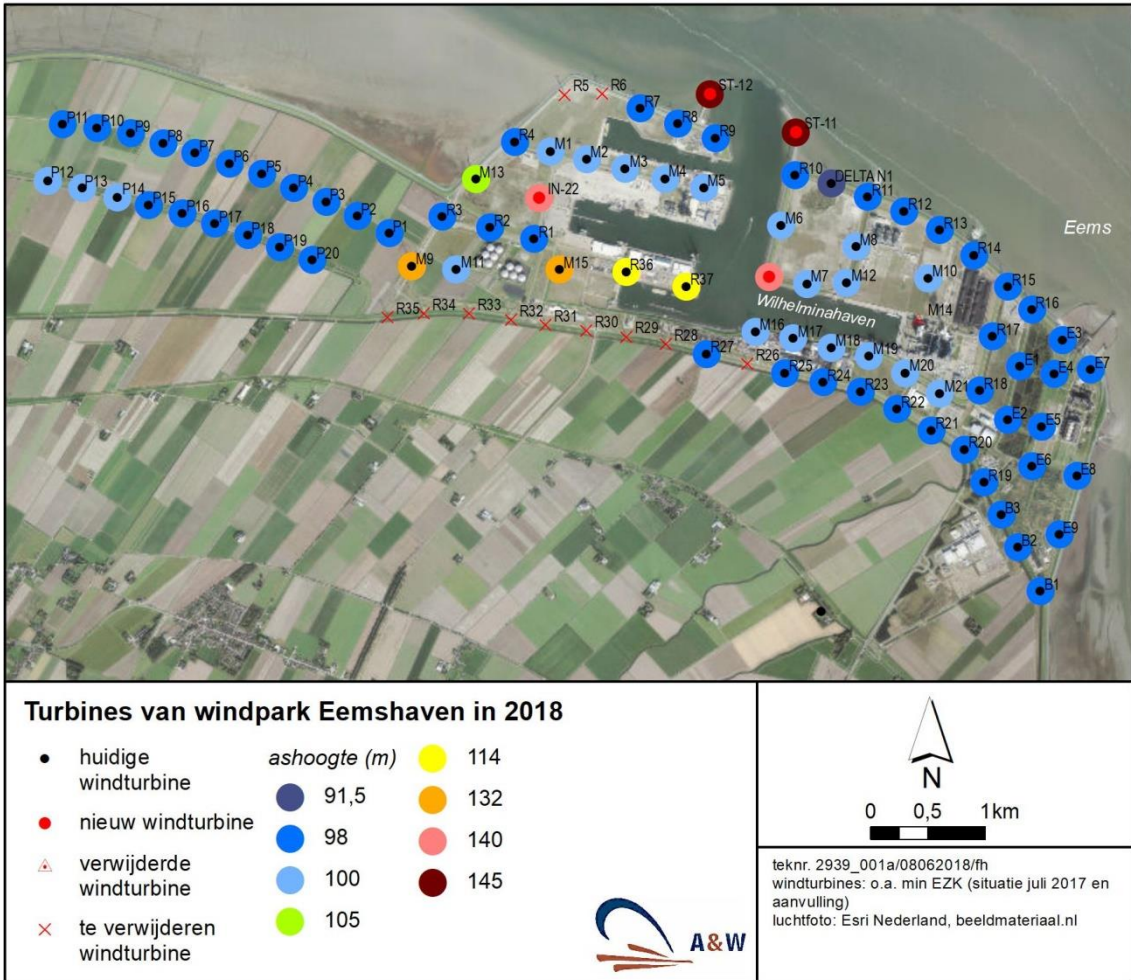 R5
R6
ST-12
R7
R8
R9
ST-11
P11
P10
P9
P8
P7
P6
P5
P4
P3
P2
P1
R4
M1
M2
M3
M4
M5
M13
IN-22
R10
DELTA N1
R11
R12
R13
R14
Eems
P12
P13
P14
P15
P16
P17
P18
P19
P20
R3
R2
R1
M6
M8
M9
M11
M15
R36
R37
M7
M12
M10
Wilhelminahaven
M14
R15
R16
R17
E3
E1
E4
E7
R35
R34
R33
R32
R31
R30
R29
R28
R27
R26
M16
M17
M18
M19
M20
M21
R25
R24
R23
R22
R21
R20
R19
R18
E2
E5
E6
E8
E9
B3
B2
B1
Turbines van windpark Eemshaven in 2018
huidige
windturbine
nieuw windturbine
verwijderde
windturbine
te verwijderen
windturbine
ashoogte (m)
91,5
98
100
105
114
132
140
145
A&W
N
0 0,5 1km
teknr. 2939_001a/08062018/fh
windturbines: o.a. min EZK (situatie juli 2017 en
aanvulling)
luchtfoto: Esri Nederland, beeldmateriaal.nl